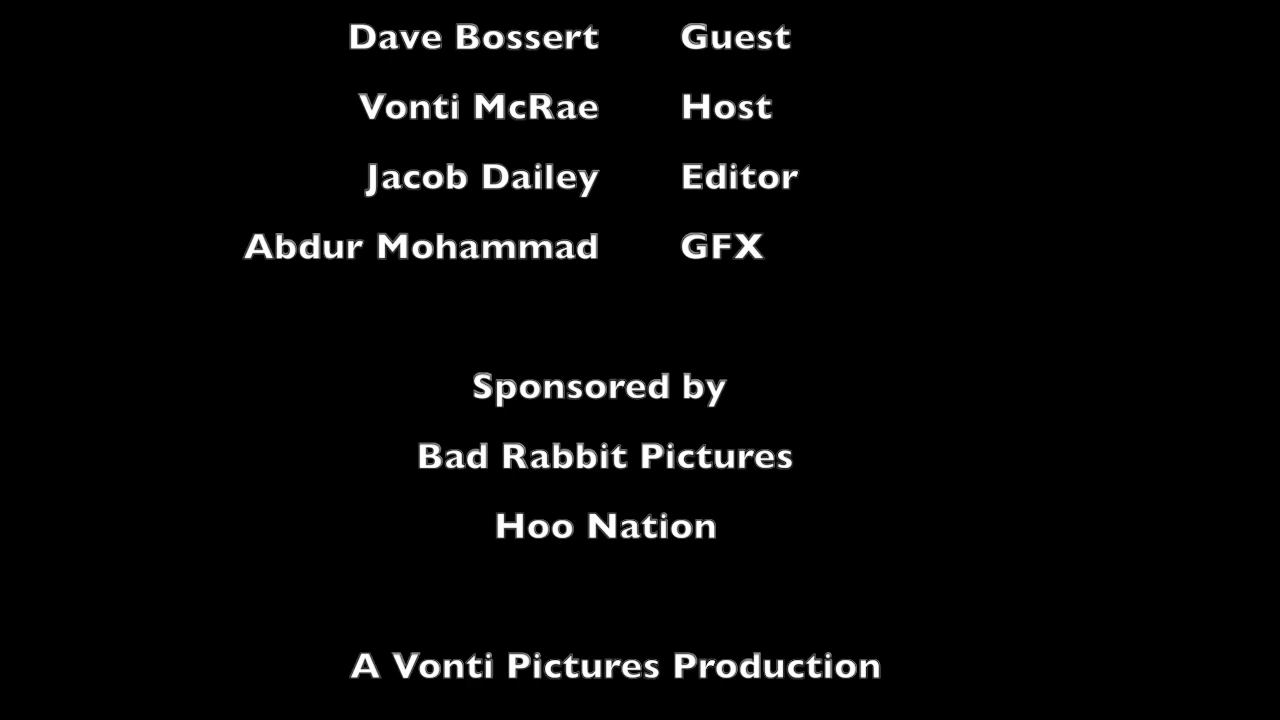 Dave Bossert Guest
Vonti McRae Host
Jacob Dailey Editor
Abdur Mohammad GFX
Sponsored by
Bad Rabbit Pictures
Hoo Nation
A Vonti Pictures Production